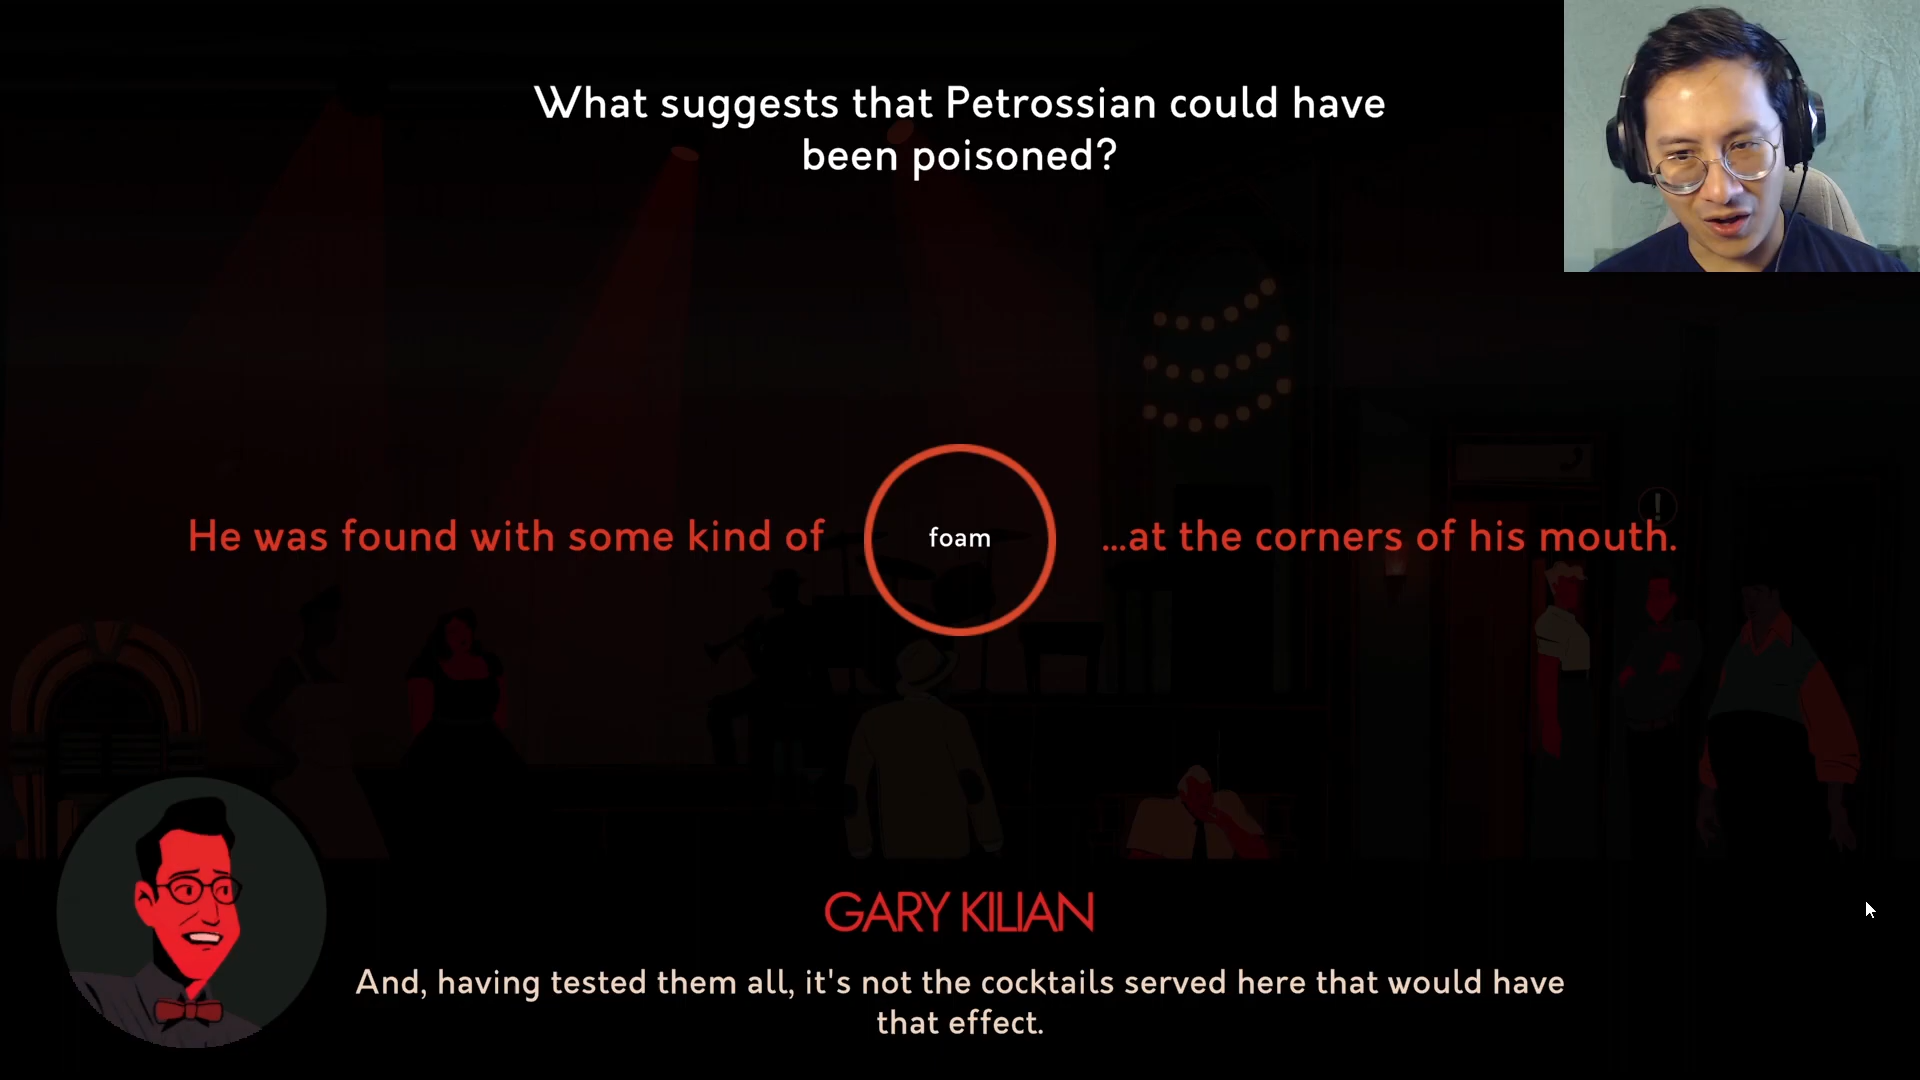 What suggests that Petrossian could have
been poisoned?
He was found with some kind of
foam
...at the corners of his mouth.
!
GARY KILIAN
And, having tested them all, it's not the cocktails served here that would have
that effect.